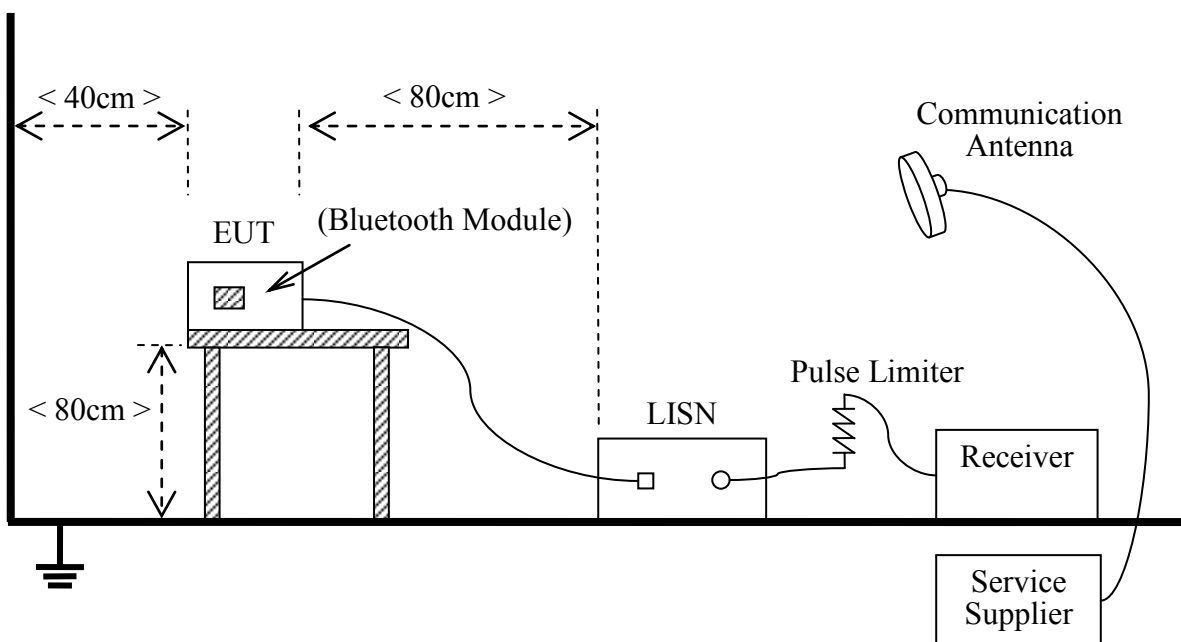 < 40cm >
< 80cm >
Communication
Antenna
EUT
(Bluetooth Module)
< 80cm >
Pulse Limiter
LISN
Receiver
Service
Supplier